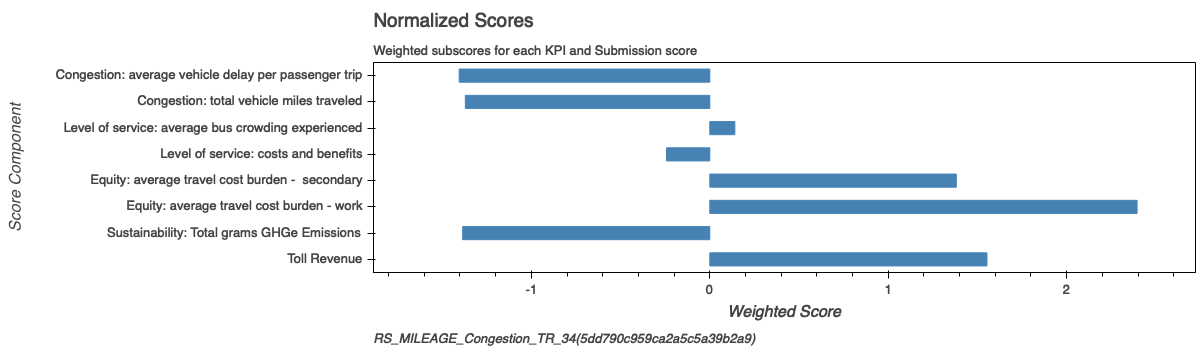 Normalized Scores
Weighted subscores for each KPI and Submission score
Score Component
Congestion: average vehicle delay per passenger trip
Congestion: total vehicle miles traveled
Level of service: average bus crowding experienced
Level of service: costs and benefits
Equity: average travel cost burden -  secondary
Equity: average travel cost burden - work
Sustainability: Total grams GHGe Emissions
Toll Revenue
-1 0 1 2
Weighted Score
RS_MILEAGE_Congestion_TR_34(5dd790c959ca2a5c5a39b2a9)